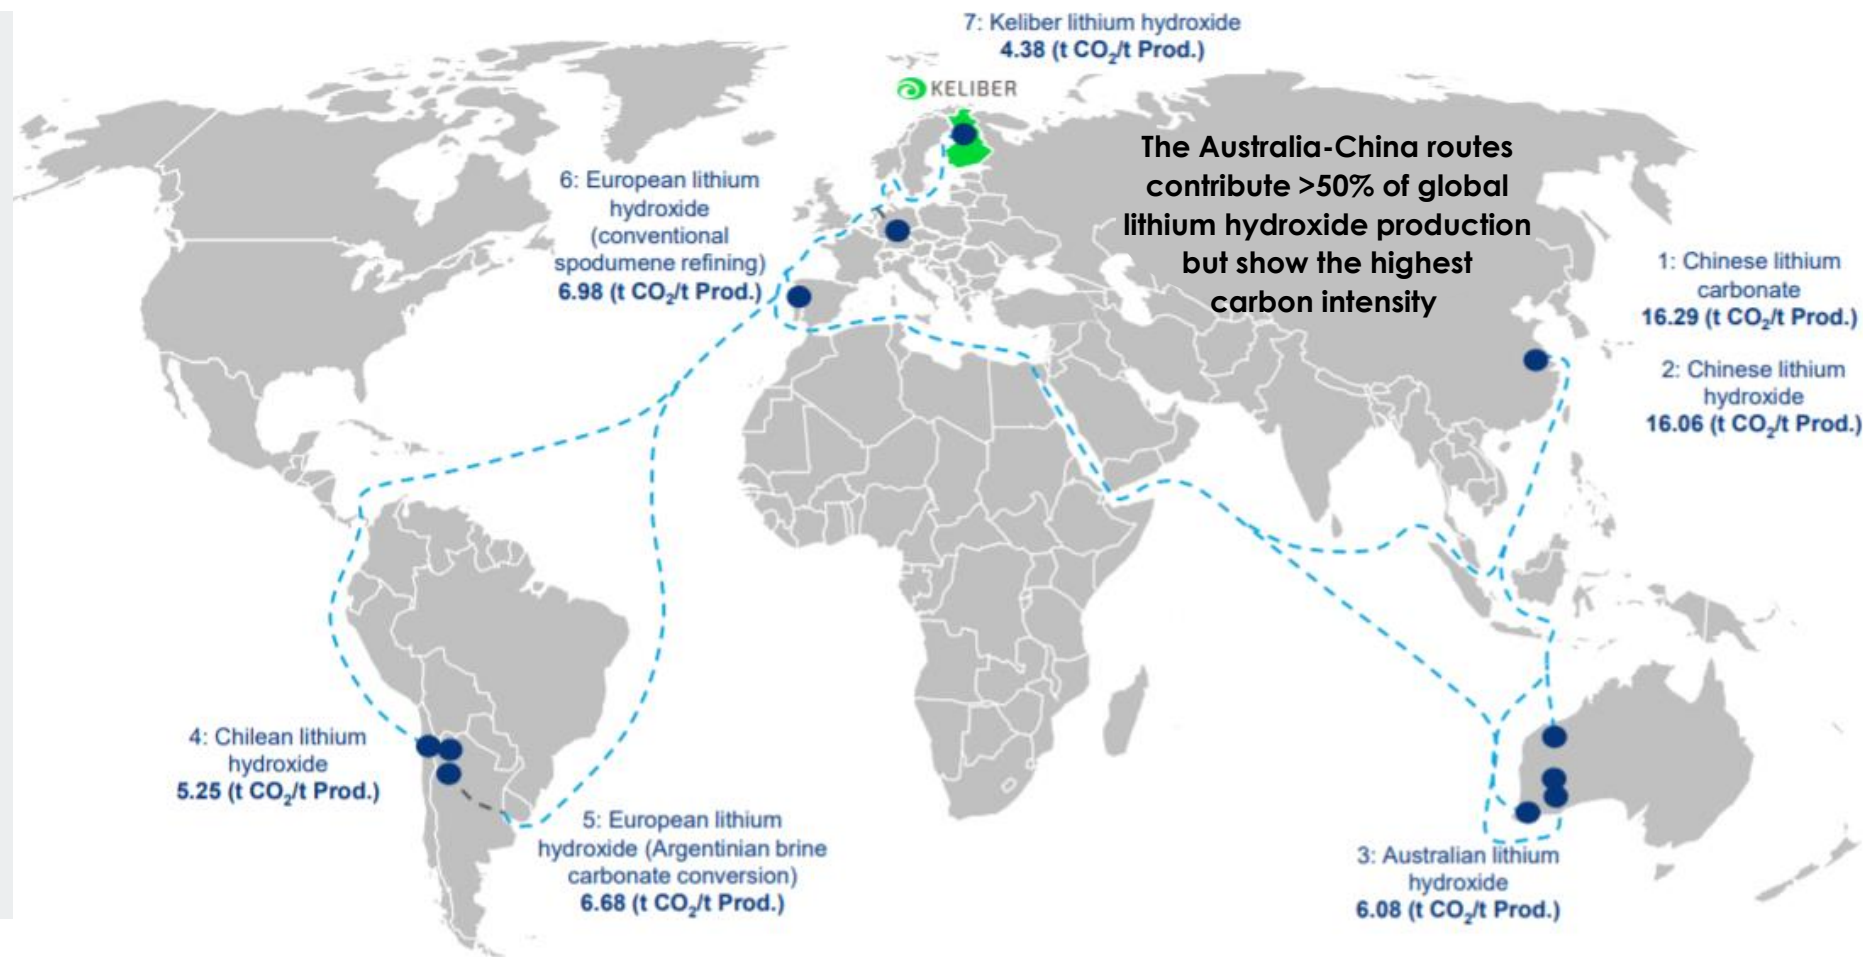 7: Keliber lithium hydroxide
4.38 (t CO₂/t Prod.)
KELIBER
The Australia-China routes
contribute >50% of global
lithium hydroxide production
but show the highest
carbon intensity
6: European lithium
hydroxide
(conventional
spodumene refining)
6.98 (t CO₂/t Prod.)
1: Chinese lithium
carbonate
16.29 (t CO₂/t Prod.)
2: Chinese lithium
hydroxide
16.06 (t CO₂/t Prod.)
4: Chilean lithium
hydroxide
5.25 (t CO₂/t Prod.)
5: European lithium
hydroxide (Argentinian brine
carbonate conversion)
6.68 (t CO₂/t Prod.)
3: Australian lithium
hydroxide
6.08 (t CO₂/t Prod.)